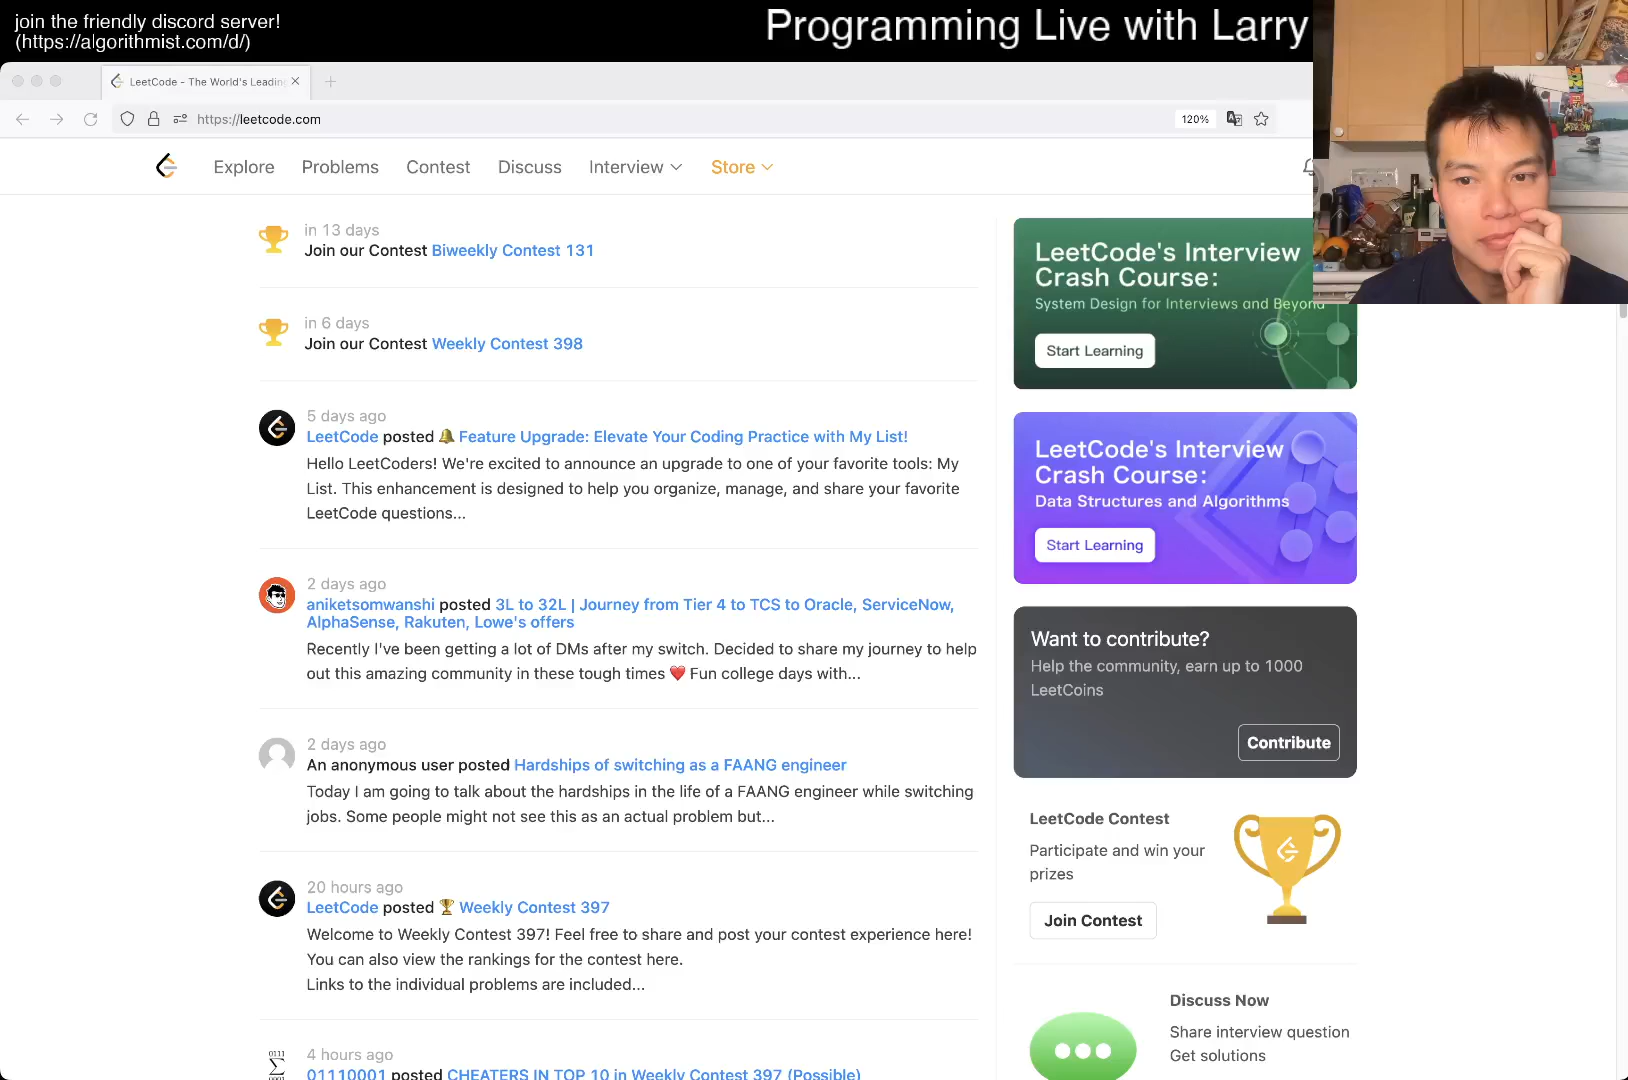 join the friendly discord server!
(https://algorithmist.com/d/)
Programming Live with Larry
LeetCode - The World's Leadin
https://leetcode.com
120%
Explore
Problems
Contest
Discuss
Interview
Store
in 13 days
Join our Contest Biweekly Contest 131
in 6 days
Join our Contest Weekly Contest 398
5 days ago
LeetCode posted 🔔 Feature Upgrade: Elevate Your Coding Practice with My List!
Hello LeetCoders! We're excited to announce an upgrade to one of your favorite tools: My
List. This enhancement is designed to help you organize, manage, and share your favorite
LeetCode questions...
2 days ago
aniketsomwanshi posted 3L to 32L | Journey from Tier 4 to TCS to Oracle, ServiceNow,
AlphaSense, Rakuten, Lowe's offers
Recently I've been getting a lot of DMs after my switch. Decided to share my journey to help
out this amazing community in these tough times ❤️ Fun college days with...
2 days ago
An anonymous user posted Hardships of switching as a FAANG engineer
Today I am going to talk about the hardships in the life of a FAANG engineer while switching
jobs. Some people might not see this as an actual problem but...
20 hours ago
LeetCode posted 🏆 Weekly Contest 397
Welcome to Weekly Contest 397! Feel free to share and post your contest experience here!
You can also view the rankings for the contest here.
Links to the individual problems are included...
4 hours ago
01110001 posted CHEATERS IN TOP 10 in Weekly Contest 397 (Possible)
LeetCode's Interview
Crash Course:
System Design for Interviews and Beyond
Start Learning
LeetCode's Interview
Crash Course:
Data Structures and Algorithms
Start Learning
Want to contribute?
Help the community, earn up to 1000
LeetCoins
Contribute
LeetCode Contest
Participate and win your
prizes
Join Contest
Discuss Now
Share interview question
Get solutions